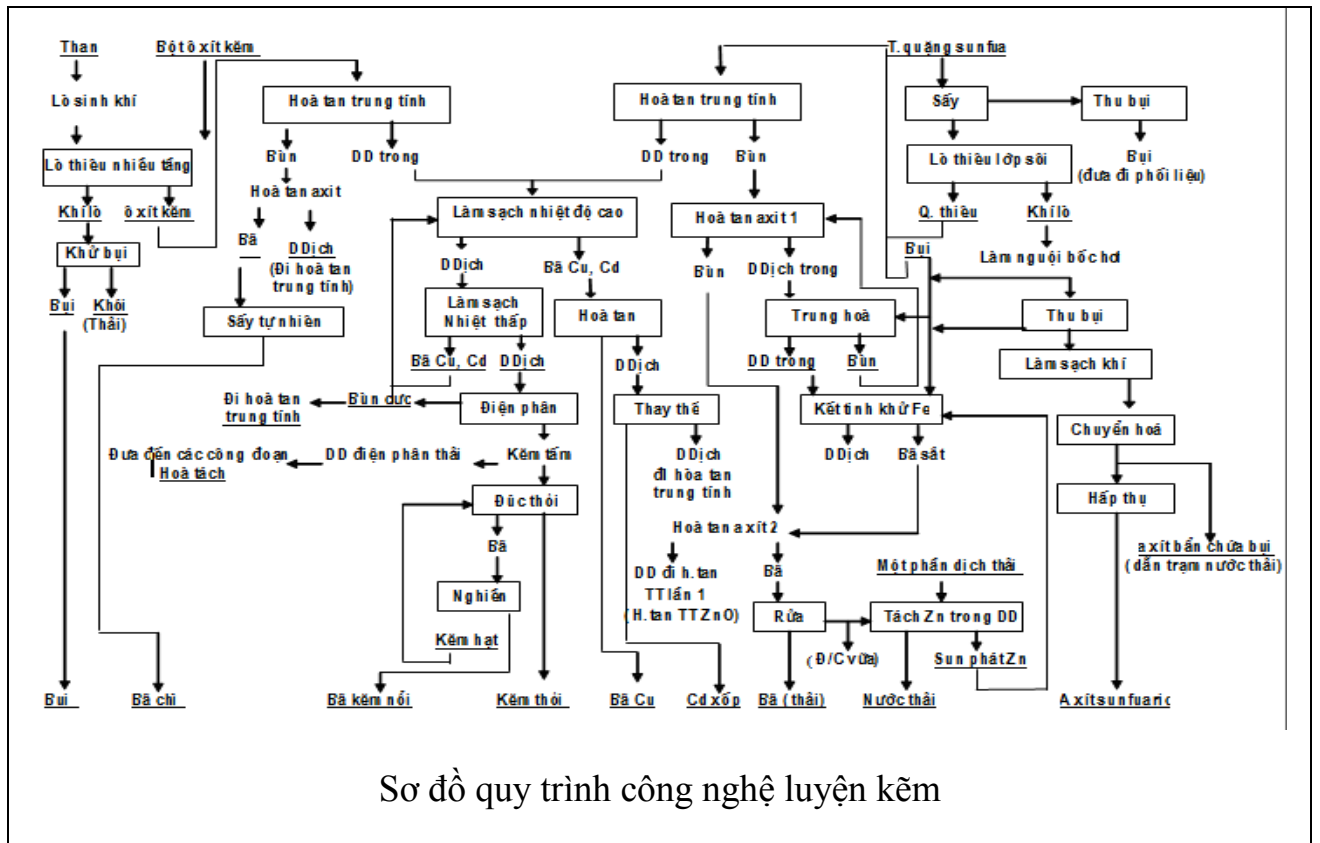 Than
Bột ô xít kẽm
T. quặng sunfua
Lò sinh khí
Hoà tan trung tính
Hoà tan trung tính
Sấy
Thu bụi
Lò thiêu nhiều tầng
Bùn
DD trong
DD trong
Bùn
Lò thiêu lớp sôi
Bụi
(đưa đi phối liệu)
Hoà tan axit
Khí lò
ô xít kẽm
Làm sạch nhiệt độ cao
Hoà tan axit 1
Q. thiêu
Khí lò
Khử bụi
Bã
DDịch
(Đi hoà tan
trung tính)
DDịch
Bã Cu, Cd
Bùn
DDịch trong
Bụi
Làm nguội bốc hơi
Bụi
Khói
(Thải)
Sấy tự nhiên
Làm sạch
Nhiệt thấp
Hoà tan
Trung hoà
Thu bụi
Bã Cu, Cd
DDịch
DDịch
DD trong
Bùn
Làm sạch khí
Đi hoà tan
trung tính
Bùn cực
Điện phân
Thay thế
Kết tinh khử Fe
Chuyển hoá
Đưa đến các công đoạn
Hoà tách
DD điện phân thải
Kẽm tấm
DDịch
đi hòa tan
trung tính
DDịch
Bã sắt
Hấp thụ
Đúc thỏi
Hoà tan axít 2
Bã
axít bẩn chứa bụi
(dẫn trạm nước thải)
DD đi h.tan
TT lần 1
(H.tan TT ZnO)
Bã
Một phần dịch thải
Nghiền
Rửa
Tách Zn trong DD
Kẽm hạt
(Đ/C vữa)
Sun phát Zn
Bụi
Bã chì
Bã kẽm nổi
Kẽm thỏi
Bã Cu
Cd xốp
Bã (thải)
Nước thải
Axít sunfuaric
Sơ đồ quy trình công nghệ luyện kẽm